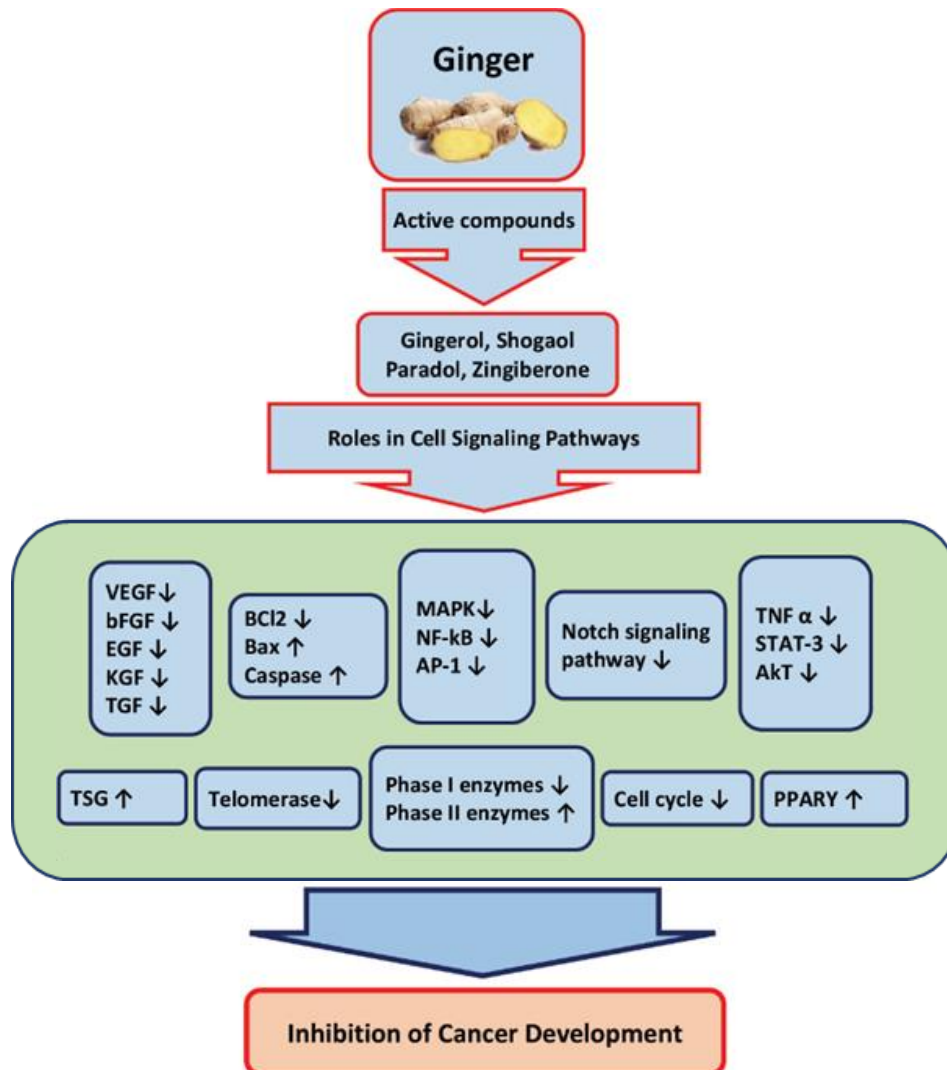 Ginger
Active compounds
Gingerol, Shogaol
Paradol, Zingiberone
Roles in Cell Signaling Pathways
VEGF↓
bFGF ↓
EGF ↓
KGF ↓
TGF ↓
BCl2 ↓
Bax ↑
Caspase ↑
MAPK↓
NF-kB ↓
AP-1 ↓
Notch signaling
pathway ↓
TNF α ↓
STAT-3 ↓
AkT ↓
TSG ↑
Telomerase↓
Phase I enzymes ↓
Phase II enzymes ↑
Cell cycle ↓
PPARY ↑
Inhibition of Cancer Development